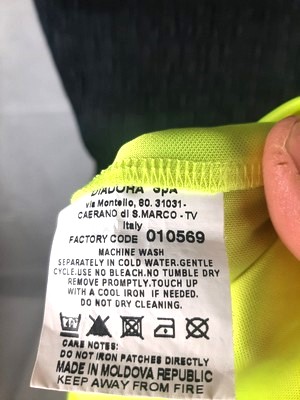 DIADORA SpA
via Montello, 80. 31031-
CAERANO di S.MARCO - TV
Italy
FACTORY CODE 010569
MACHINE WASH
SEPARATELY IN COLD WATER.GENTLE
CYCLE.USE NO BLEACH.NO TUMBLE DRY
REMOVE PROMPTLY.TOUCH UP
WITH A COOL IRON IF NEEDED.
DO NOT DRY CLEANING.
CARE NOTES:
DO NOT IRON PATCHES DIRECTLY
MADE IN MOLDOVA REPUBLIC
KEEP AWAY FROM FIRE